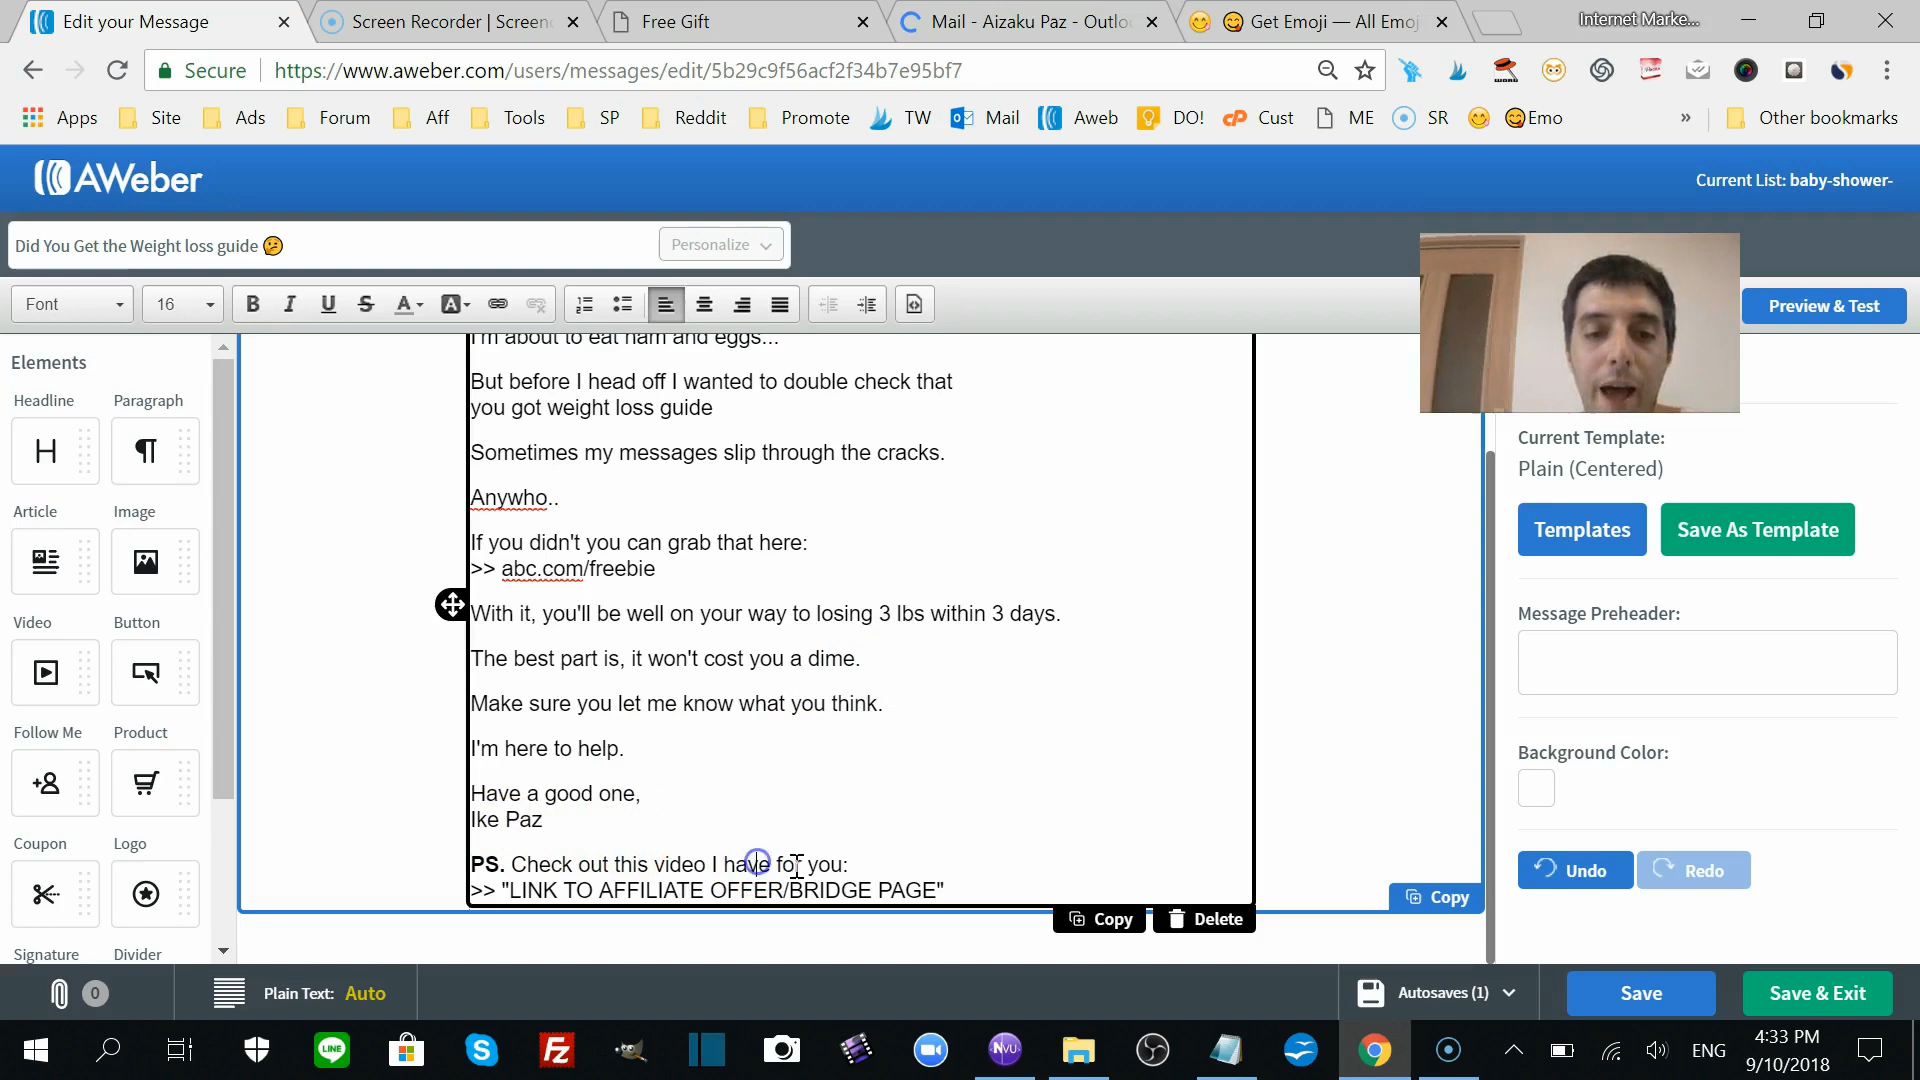 Edit your Message
Screen Recorder | Screen
Free Gift
Mail - Aizaku Paz - Outlo
Get Emoji — All Emoj
Internet Marke...
Secure
https://www.aweber.com/users/messages/edit/5b29c9f56acf2f34b7e95bf7
Apps
Site
Ads
Forum
Aff
Tools
SP
Reddit
Promote
TW
Mail
Aweb
DO!
Cust
ME
SR
Emo
»
Other bookmarks
AWeber
Current List: baby-shower-
Did You Get the Weight loss guide 🤔
Personalize
Font
16
B I U S A A
Preview & Test
Elements
Headline
Paragraph
Article
Image
Video
Button
Follow Me
Product
Coupon
Logo
Signature
Divider
I'm about to eat ham and eggs...
But before I head off I wanted to double check that
you got weight loss guide
Sometimes my messages slip through the cracks.
Anywho..
If you didn't you can grab that here:
>> abc.com/freebie
With it, you'll be well on your way to losing 3 lbs within 3 days.
The best part is, it won't cost you a dime.
Make sure you let me know what you think.
I'm here to help.
Have a good one,
Ike Paz
PS. Check out this video I have for you:
>> "LINK TO AFFILIATE OFFER/BRIDGE PAGE"
Copy
Delete
Copy
Current Template:
Plain (Centered)
Templates
Save As Template
Message Preheader:
Background Color:
Undo
Redo
0
Plain Text: Auto
Autosaves (1)
Save
Save & Exit
LINE
NVU
ENG
4:33 PM
9/10/2018